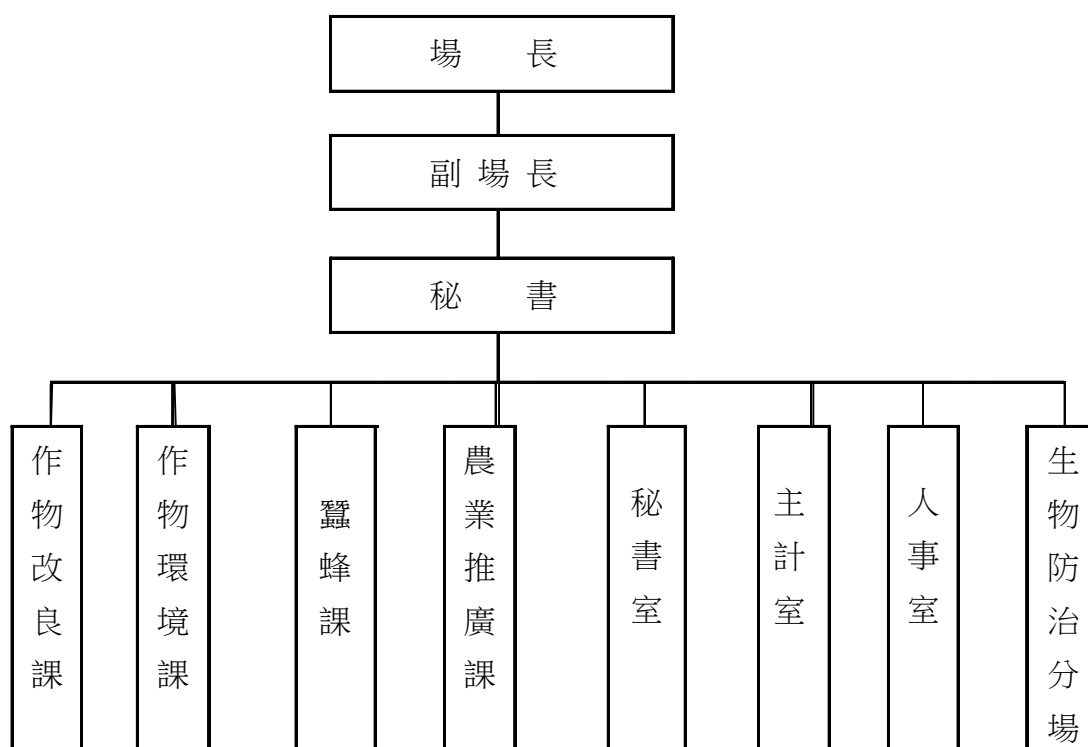 場 長
副場長
秘 書
作物改良課
作物環境課
蠶蜂課
農業推廣課
秘書室
主計室
人事室
生物防治分場